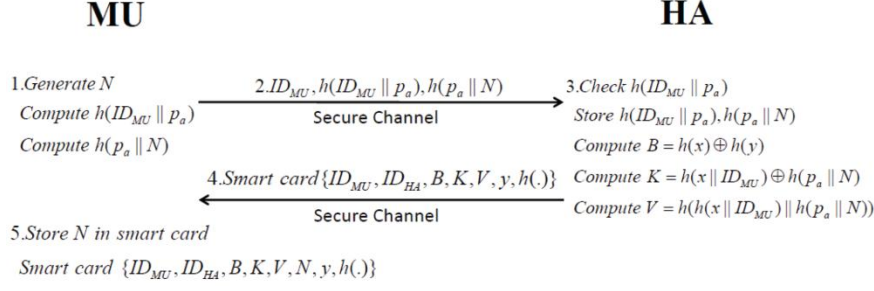 MU
HA
1.Generate N
Compute h(ID_MU || p_a)
Compute h(p_a || N)
2.ID_MU, h(ID_MU || p_a), h(p_a || N)
Secure Channel
3.Check h(ID_MU || p_a)
Store h(ID_MU || p_a), h(p_a || N)
Compute B = h(x) ⊕ h(y)
Compute K = h(x || ID_MU) ⊕ h(p_a || N)
Compute V = h(h(x || ID_MU) || h(p_a || N))
4.Smart card{ID_MU, ID_HA, B, K, V, y, h(.)}
Secure Channel
5.Store N in smart card
Smart card {ID_MU, ID_HA, B, K, V, N, y, h(.)}